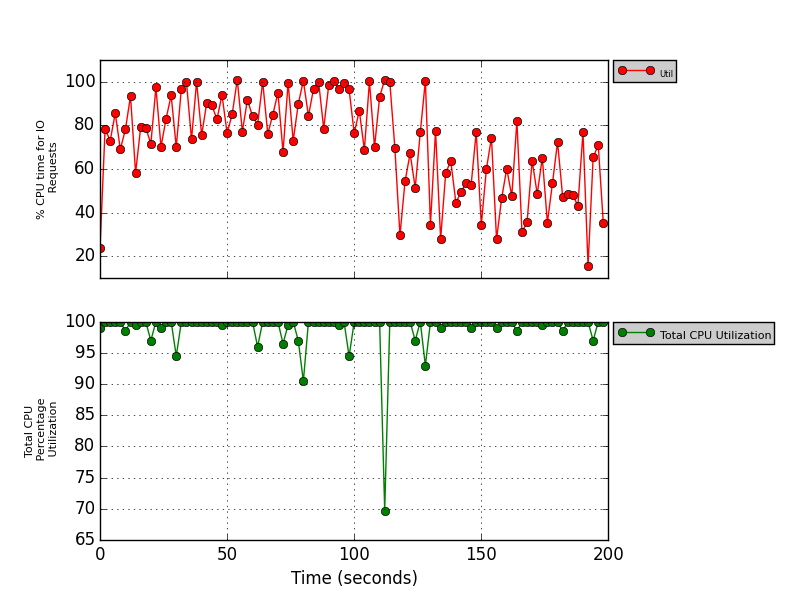 100
80
60
40
20
% CPU time for IO
Requests
Util
100
95
90
85
80
75
70
65
Total CPU
Percentage
Utilization
Total CPU Utilization
0 50 100 150 200
Time (seconds)